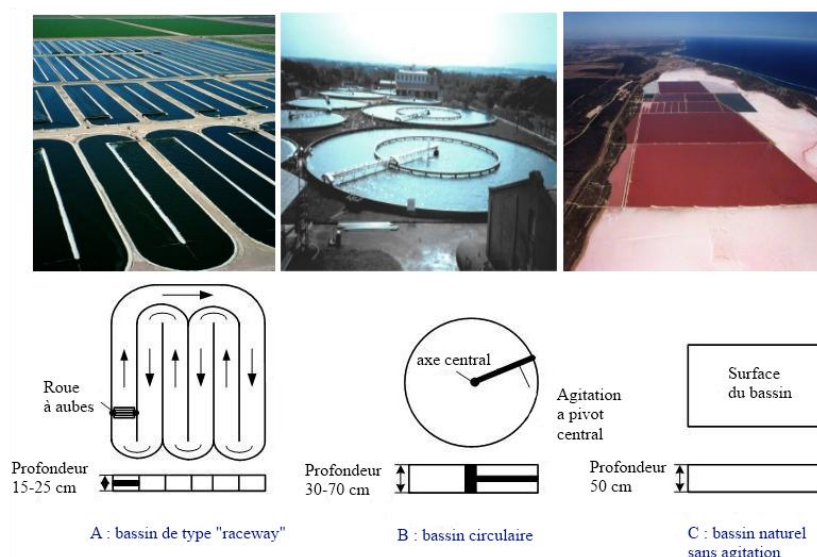 Roue
à aubes
Profondeur
15-25 cm
axe central
Agitation
a pivot
central
Profondeur
30-70 cm
Surface
du bassin
Profondeur
50 cm
A : bassin de type "raceway"
B : bassin circulaire
C : bassin naturel
sans agitation